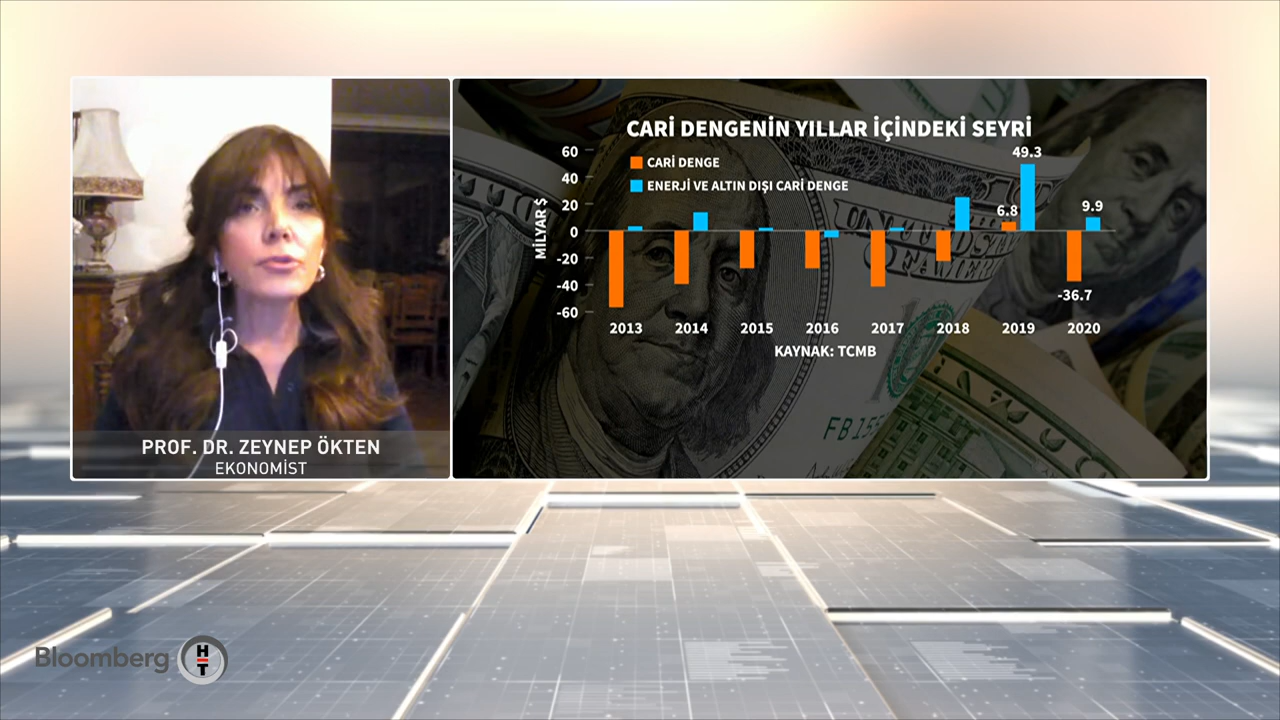 CARİ DENGENİN YILLAR İÇİNDEKİ SEYRİ
MİLYAR $
60
40
20
0
-20
-40
-60
CARİ DENGE
ENERJİ VE ALTIN DIŞI CARİ DENGE
6.8
49.3
9.9
-36.7
2013 2014 2015 2016 2017 2018 2019 2020
KAYNAK: TCMB
PROF. DR. ZEYNEP ÖKTEN
EKONOMİST
Bloomberg HT